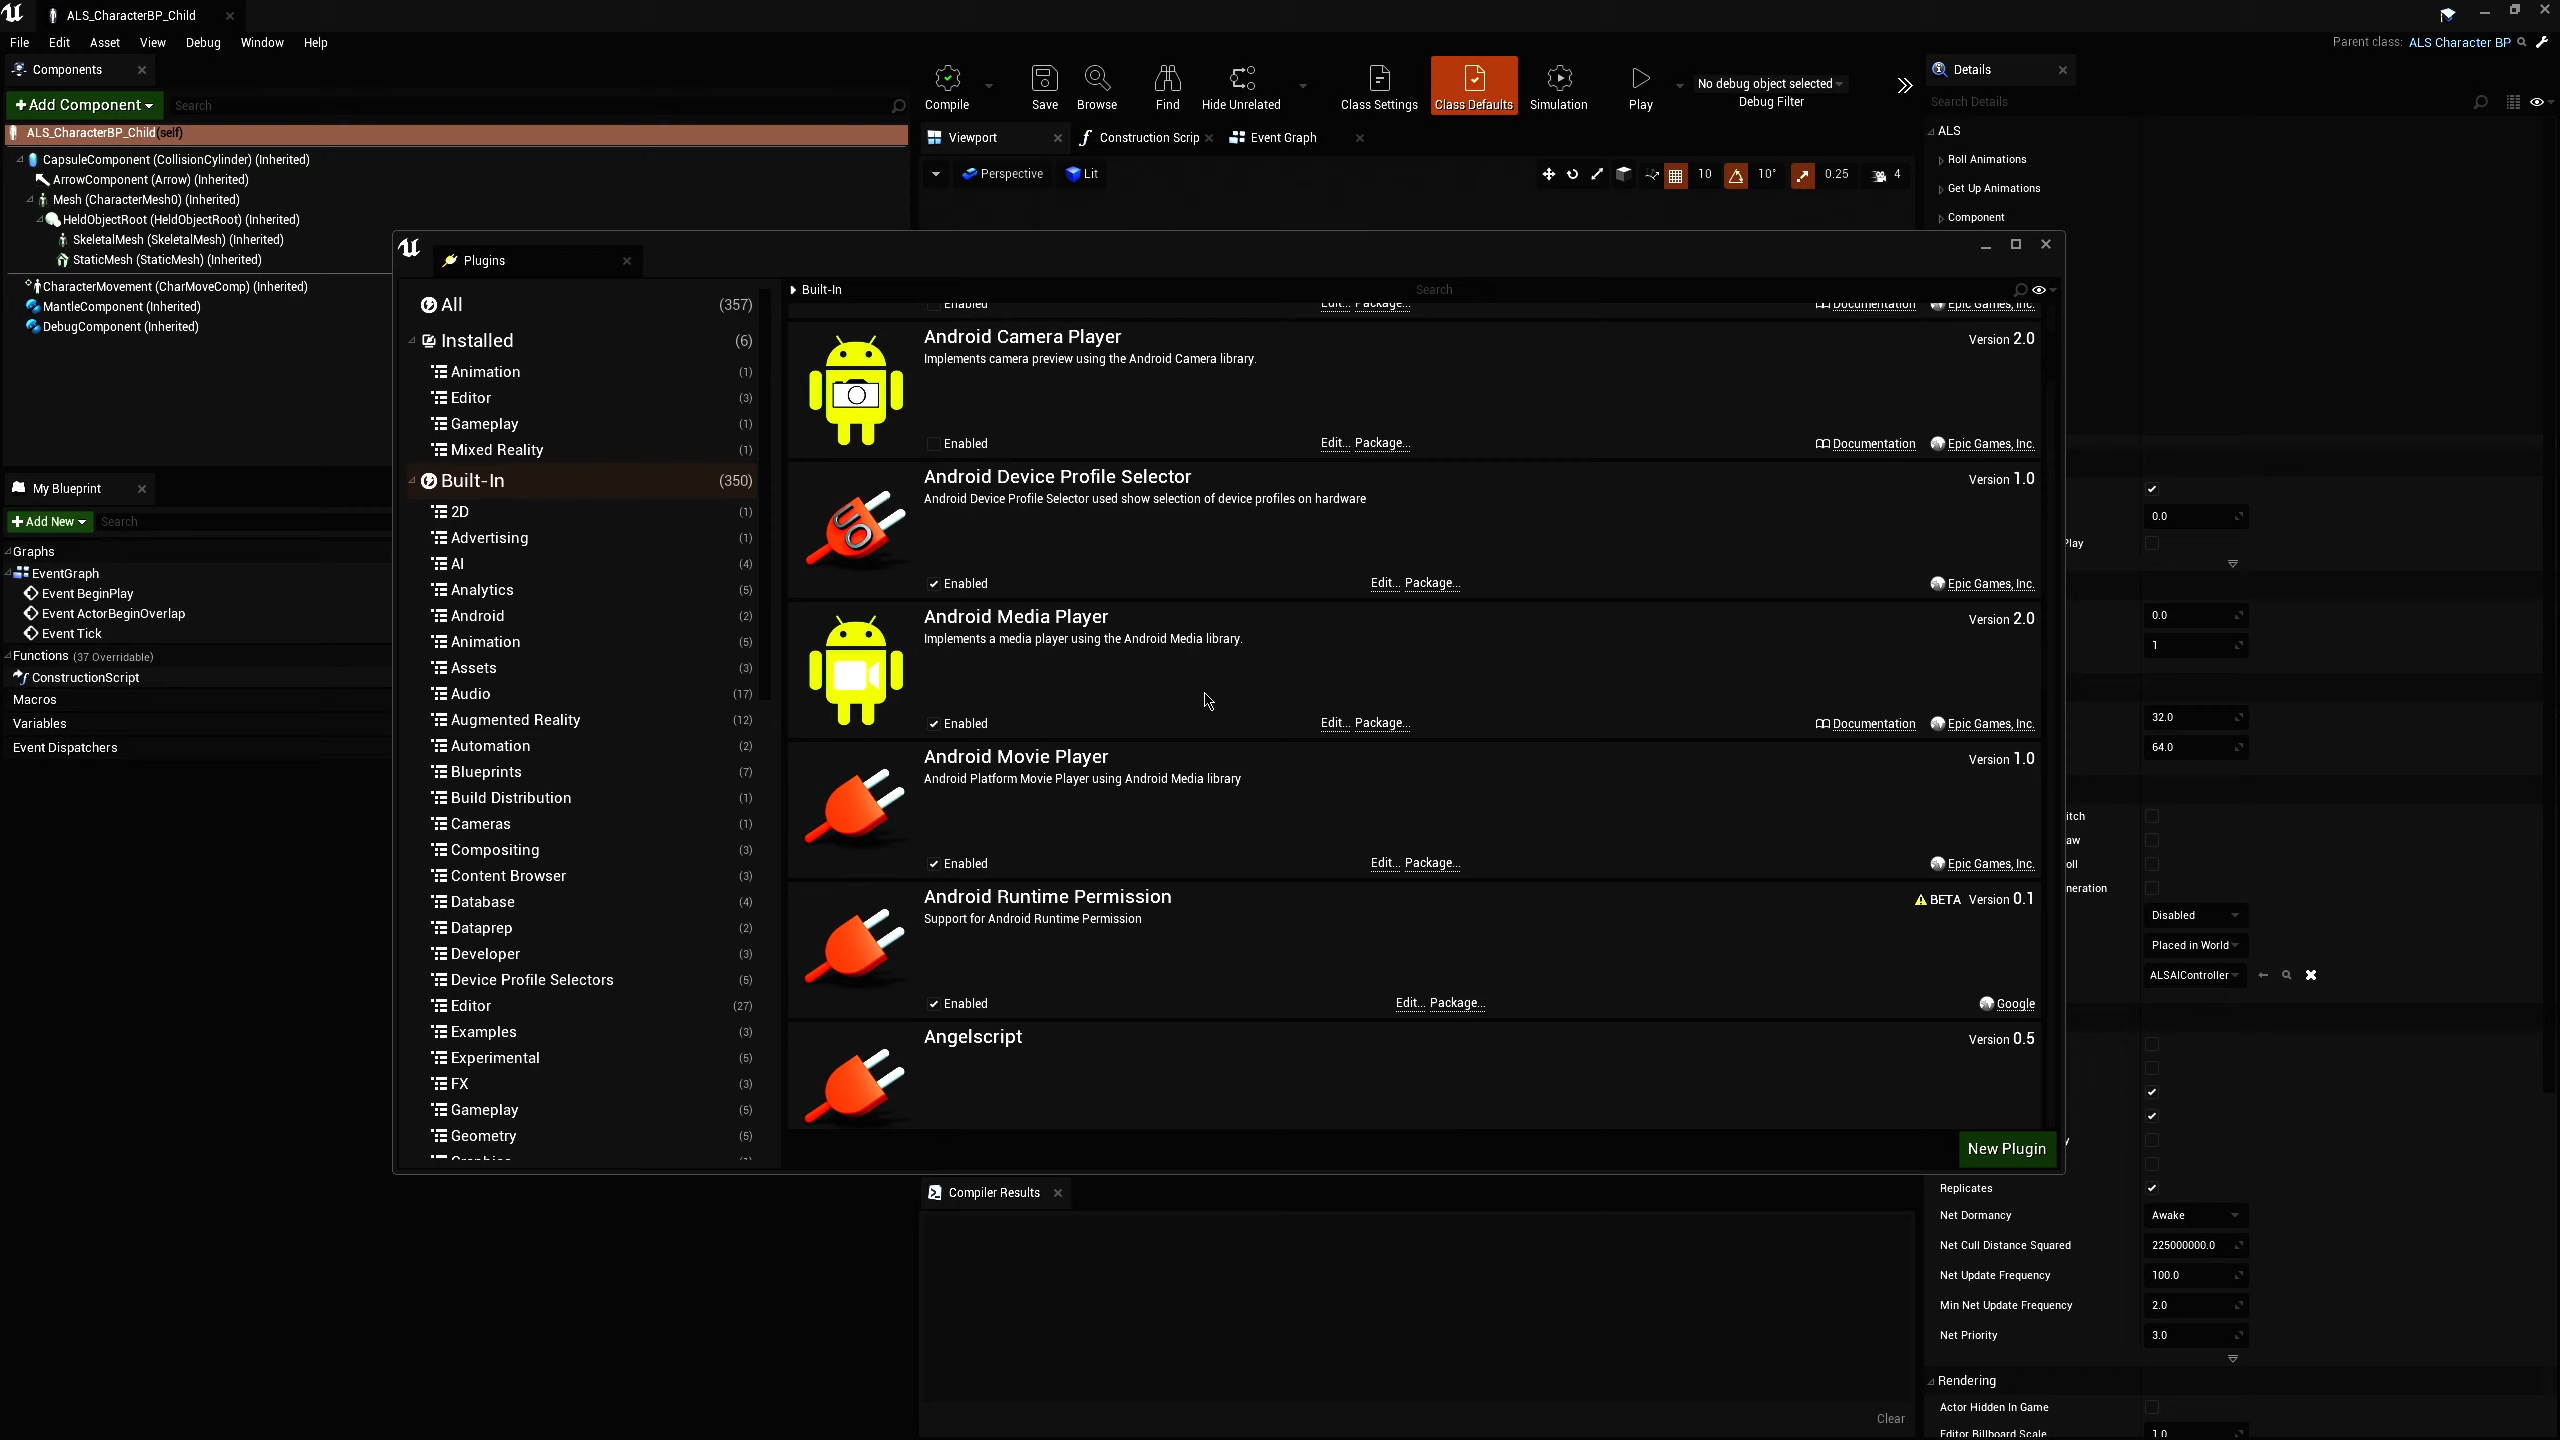 ALS_CharacterBP_Child
File Edit Asset View Debug Window Help
Parent class: ALS Character BP
Components
+Add Component
Search
ALS_CharacterBP_Child(self)
CapsuleComponent (CollisionCylinder) (Inherited)
ArrowComponent (Arrow) (Inherited)
Mesh (CharacterMesh0) (Inherited)
HeldObjectRoot (HeldObjectRoot) (Inherited)
SkeletalMesh (SkeletalMesh) (Inherited)
StaticMesh (StaticMesh) (Inherited)
CharacterMovement (CharMoveComp) (Inherited)
MantleComponent (Inherited)
DebugComponent (Inherited)
My Blueprint
+Add New
Search
Graphs
EventGraph
Event BeginPlay
Event ActorBeginOverlap
Event Tick
Functions (37 Overridable)
ConstructionScript
Macros
Variables
Event Dispatchers
Compile Save Browse Find Hide Unrelated Class Settings Class Defaults Simulation Play
No debug object selected
Debug Filter
Viewport Construction Scrip Event Graph
Perspective Lit 10 10° 0.25 4
Plugins
All (357)
Installed (6)
Animation (1)
Editor (3)
Gameplay (1)
Mixed Reality (1)
Built-In (350)
2D (1)
Advertising (1)
AI (4)
Analytics (5)
Android (2)
Animation (5)
Assets (3)
Audio (17)
Augmented Reality (12)
Automation (2)
Blueprints (7)
Build Distribution (1)
Cameras (1)
Compositing (3)
Content Browser (3)
Database (4)
Dataprep (2)
Developer (3)
Device Profile Selectors (5)
Editor (27)
Examples (3)
Experimental (5)
FX (3)
Gameplay (5)
Geometry (5)
Built-In
Search
Enabled Edit... Package... Documentation Epic Games, Inc.
Android Camera Player Version 2.0
Implements camera preview using the Android Camera library.
Enabled Edit... Package... Documentation Epic Games, Inc.
Android Device Profile Selector Version 1.0
Android Device Profile Selector used show selection of device profiles on hardware
Enabled Edit... Package... Epic Games, Inc.
Android Media Player Version 2.0
Implements a media player using the Android Media library.
Enabled Edit... Package... Documentation Epic Games, Inc.
Android Movie Player Version 1.0
Android Platform Movie Player using Android Media library
Enabled Edit... Package... Epic Games, Inc.
Android Runtime Permission BETA Version 0.1
Support for Android Runtime Permission
Enabled Edit... Package... Google
Angelscript Version 0.5
New Plugin
Compiler Results
Clear
Details
Search Details
ALS
Roll Animations
Get Up Animations
Component
0.0
Play
0.0
1
32.0
64.0
itch
aw
oll
neration
Disabled
Placed in World
ALSAIController
y
Replicates
Net Dormancy Awake
Net Cull Distance Squared 225000000.0
Net Update Frequency 100.0
Min Net Update Frequency 2.0
Net Priority 3.0
Rendering
Actor Hidden In Game
Editor Billboard Scale 1.0